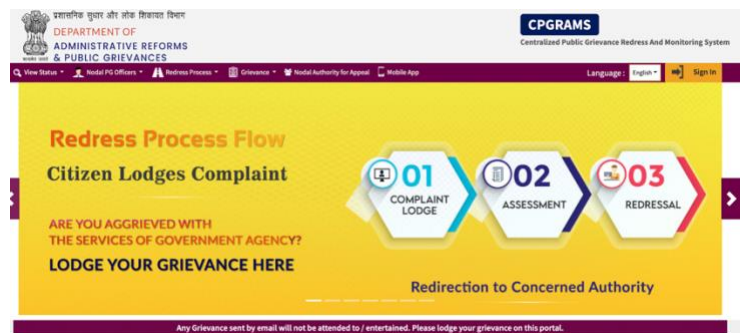 प्रशासनिक सुधार और लोक शिकायत विभाग
DEPARTMENT OF
ADMINISTRATIVE REFORMS
& PUBLIC GRIEVANCES
CPGRAMS
Centralized Public Grievance Redress And Monitoring System
View Status Nodal PG Officers Redress Process Grievance Nodal Authority for Appeal Mobile App Language : English Sign In
Redress Process Flow
Citizen Lodges Complaint
ARE YOU AGGRIEVED WITH
THE SERVICES OF GOVERNMENT AGENCY?
LODGE YOUR GRIEVANCE HERE
01
COMPLAINT
LODGE
02
ASSESSMENT
03
REDRESSAL
Redirection to Concerned Authority
Any Grievance sent by email will not be attended to / entertained. Please lodge your grievance on this portal.